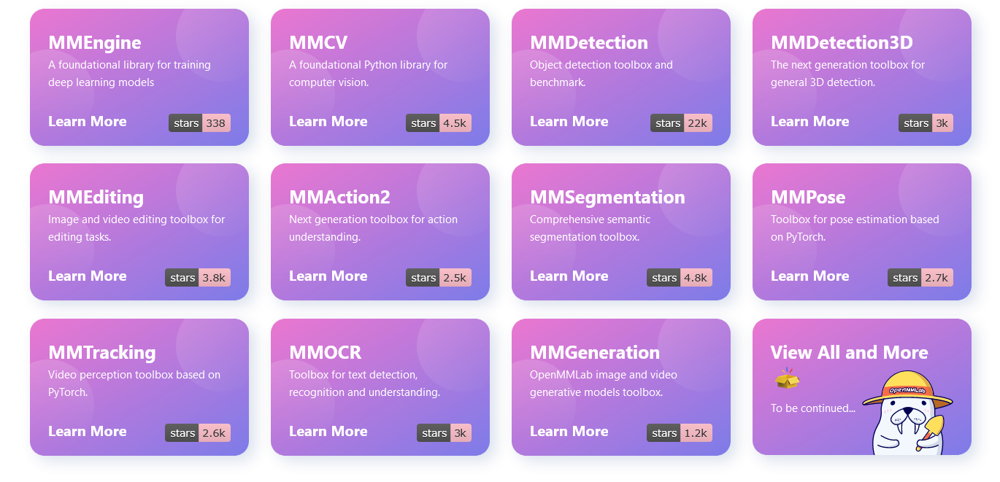 MMEngine
A foundational library for training
deep learning models
Learn More
stars 338
MMCV
A foundational Python library for
computer vision.
Learn More
stars 4.5k
MMDetection
Object detection toolbox and
benchmark.
Learn More
stars 22k
MMDetection3D
The next generation toolbox for
general 3D detection.
Learn More
stars 3k
MMEditing
Image and video editing toolbox for
editing tasks.
Learn More
stars 3.8k
MMAction2
Next generation toolbox for action
understanding.
Learn More
stars 2.5k
MMSegmentation
Comprehensive semantic
segmentation toolbox.
Learn More
stars 4.8k
MMPose
Toolbox for pose estimation based
on PyTorch.
Learn More
stars 2.7k
MMTracking
Video perception toolbox based on
PyTorch.
Learn More
stars 2.6k
MMOCR
Toolbox for text detection,
recognition and understanding.
Learn More
stars 3k
MMGeneration
OpenMMLab image and video
generative models toolbox.
Learn More
stars 1.2k
View All and More
OpenMMLab
To be continued...